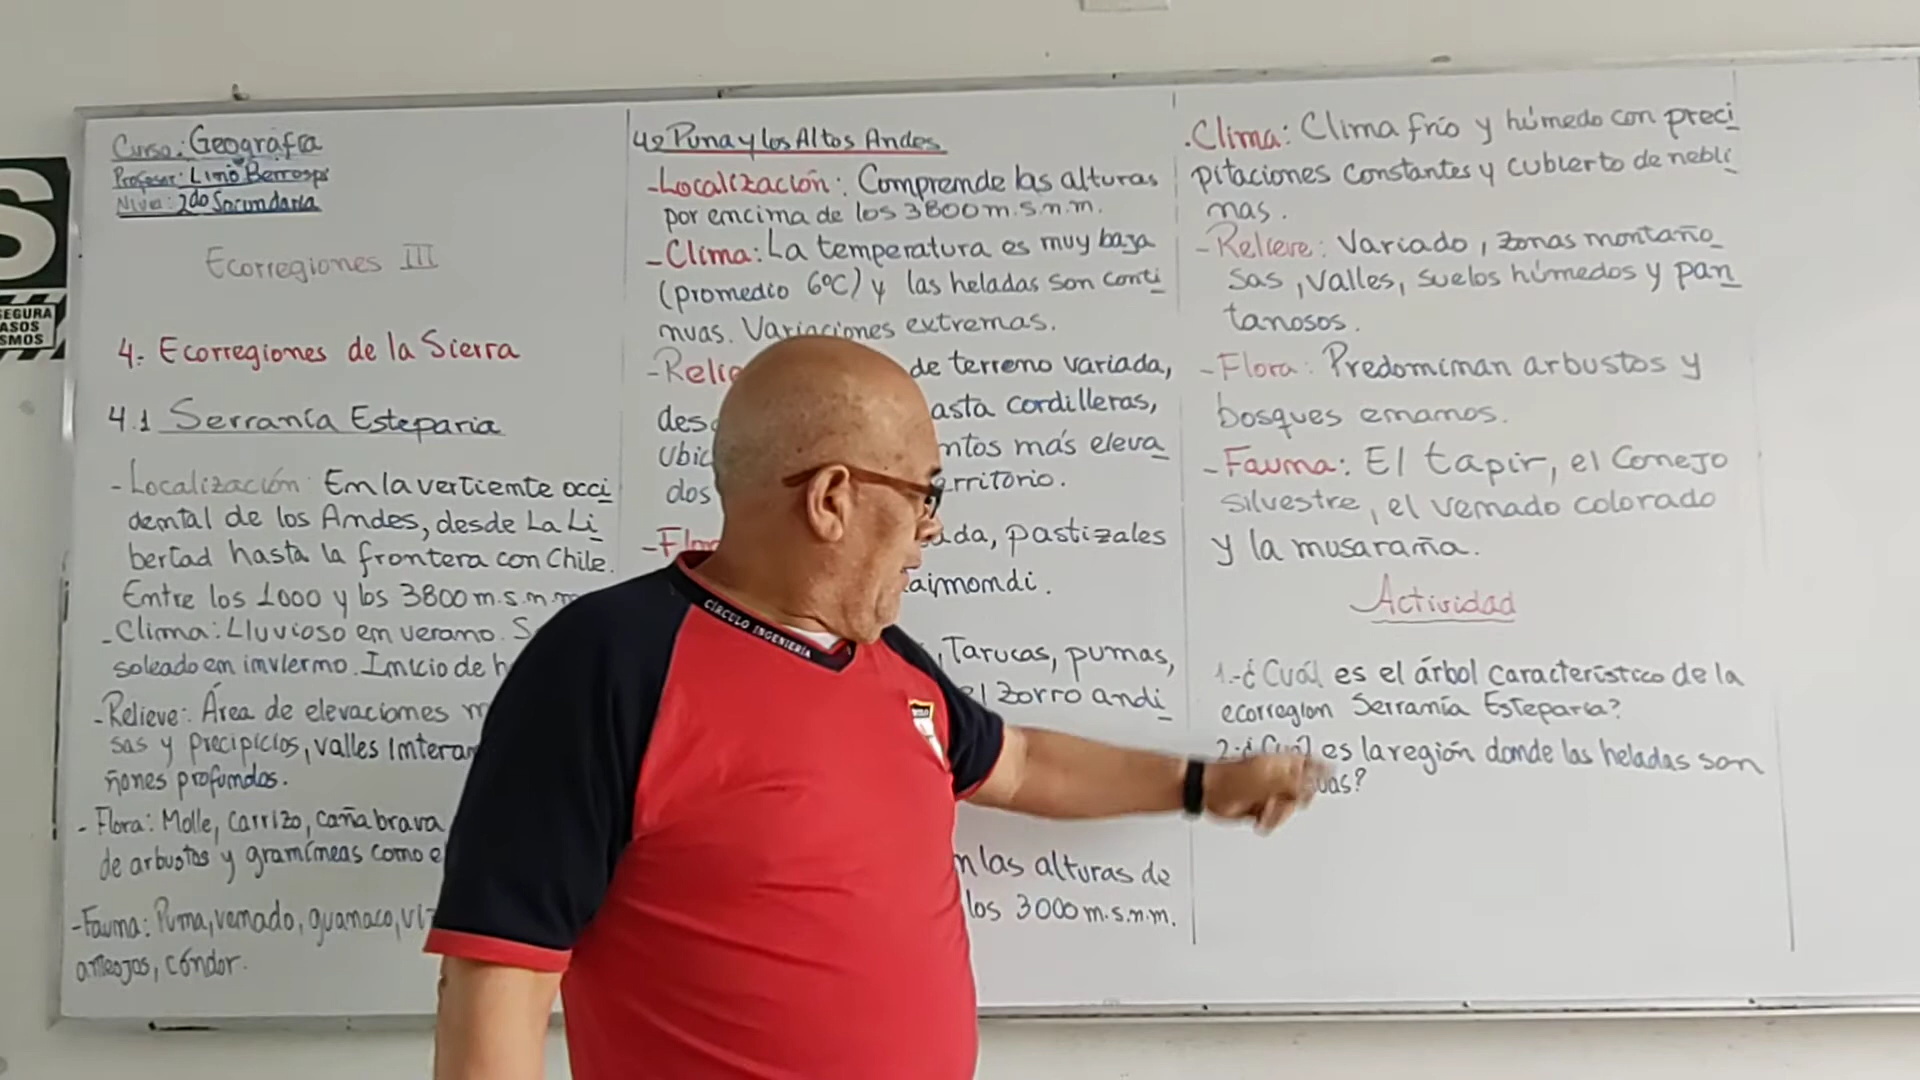 Curso: Geografía
Profesor: Limo Berrospi
Nivel: 2do Secundaria
Ecorregiones III
4. Ecorregiones de la Sierra
4.1 Serranía Esteparia
- Localización: En la vertiente occi
dental de los Andes, desde La Li
bertad hasta la frontera con Chile.
Entre los 1000 y los 3800 m.s.n.m
- Clima: Lluvioso en verano.
soleado en invierno. Inicio de
- Relieve: Área de elevaciones
sas y precipicios, valles
ñones profundos.
- Flora: Molle, carrizo, caña brava
de arbustos y gramíneas como
- Fauna: Puma, venado, guanaco,
cóndor.
4.2 Puna y los Altos Andes
- Localización: Comprende las alturas
por encima de los 3800 m.s.n.m.
- Clima: La temperatura es muy baja
(promedio 6°C) y las heladas son conti
nuas. Variaciones extremas.
de terreno variada,
cordilleras,
más eleva
dos
pastizales
Tarucas, pumas,
zorro andi
las alturas de
los 3000 m.s.n.m.
. Clima: Clima frío y húmedo con preci
pitaciones constantes y cubierto de nebli
nas.
- Relieve: Variado, zonas montaño
sas, valles, suelos húmedos y pan
tanosos.
- Flora: Predominan arbustos y
bosques enanos.
- Fauna: El tapir, el conejo
silvestre, el venado colorado
y la musaraña.
Actividad
1.- ¿Cuál es el árbol característico de la
ecorregión Serranía Esteparia?
2.- ¿Cuál es la región donde las heladas son
S
SEGURA
ASOS
SMOS
CÍRCULO INGENIERÍA